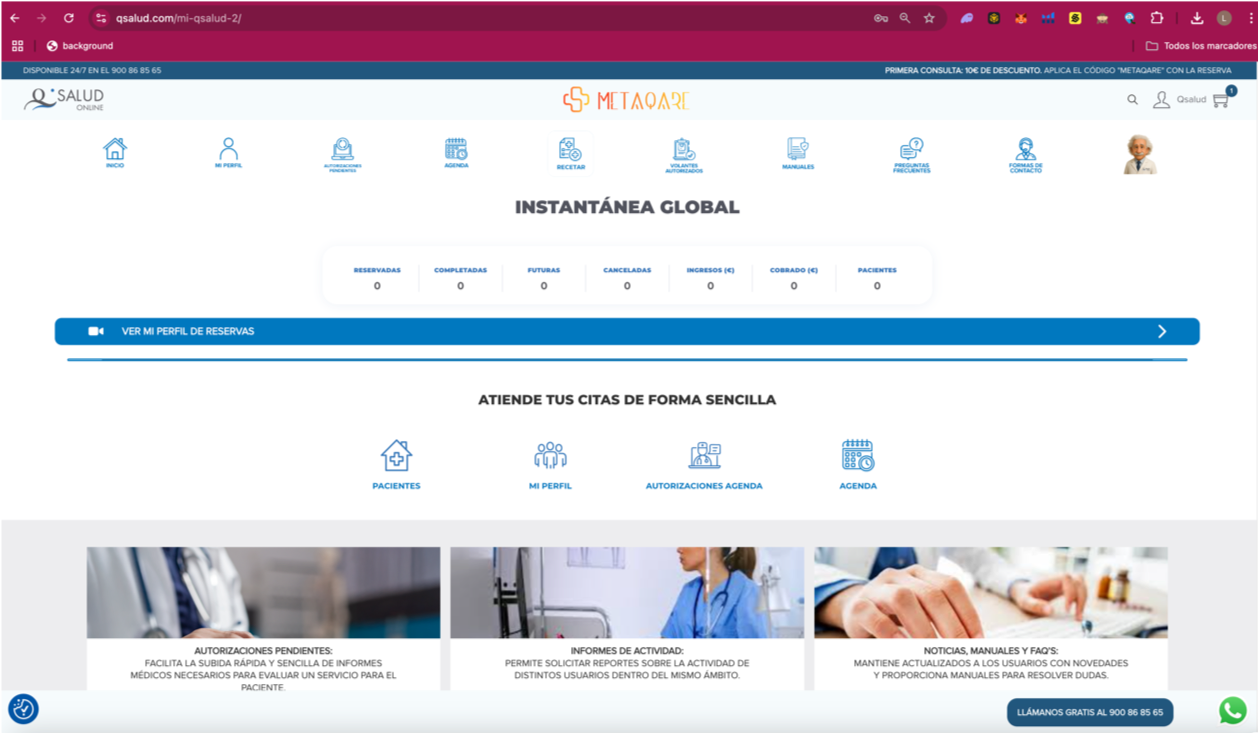 qsalud.com/mi-qsalud-2/
background
Todos los marcadores
DISPONIBLE 24/7 EN EL 900 86 85 65
PRIMERA CONSULTA: 10€ DE DESCUENTO. APLICA EL CÓDIGO "METAQARE" CON LA RESERVA
Q SALUD
ONLINE
METAQARE
Qsalud
1
INICIO
MI PERFIL
AUTORIZACIONES
PENDIENTES
AGENDA
RECETAR
VOLANTES
AUTORIZADOS
MANUALES
PREGUNTAS
FRECUENTES
FORMAS DE
CONTACTO
INSTANTÁNEA GLOBAL
RESERVADAS COMPLETADAS FUTURAS CANCELADAS INGRESOS (€) COBRADO (€) PACIENTES
0 0 0 0 0 0 0
VER MI PERFIL DE RESERVAS
ATIENDE TUS CITAS DE FORMA SENCILLA
PACIENTES
MI PERFIL
AUTORIZACIONES AGENDA
AGENDA
AUTORIZACIONES PENDIENTES:
FACILITA LA SUBIDA RÁPIDA Y SENCILLA DE INFORMES
MÉDICOS NECESARIOS PARA EVALUAR UN SERVICIO PARA EL
PACIENTE.
INFORMES DE ACTIVIDAD:
PERMITE SOLICITAR REPORTES SOBRE LA ACTIVIDAD DE
DISTINTOS USUARIOS DENTRO DEL MISMO ÁMBITO.
NOTICIAS, MANUALES Y FAQ'S:
MANTIENE ACTUALIZADOS A LOS USUARIOS CON NOVEDADES
Y PROPORCIONA MANUALES PARA RESOLVER DUDAS.
LLÁMANOS GRATIS AL 900 86 85 65